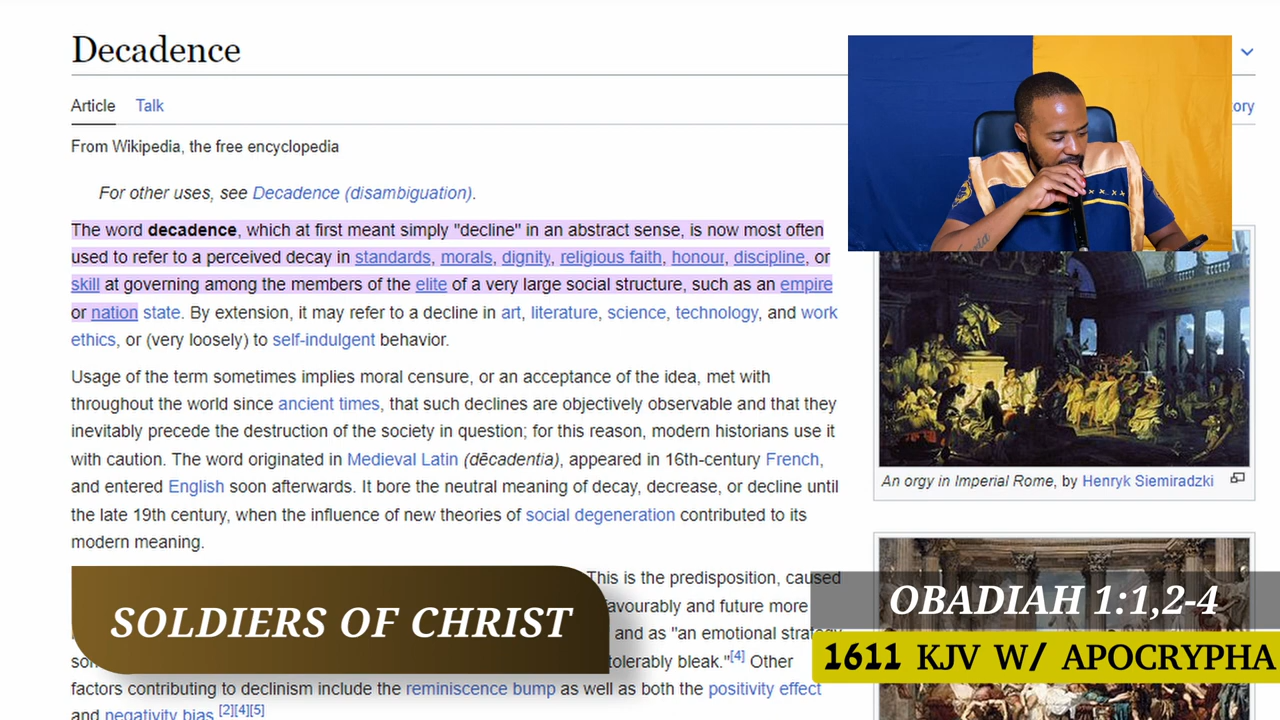 Decadence
Article Talk
ory
From Wikipedia, the free encyclopedia
For other uses, see Decadence (disambiguation).
The word decadence, which at first meant simply "decline" in an abstract sense, is now most often
used to refer to a perceived decay in standards, morals, dignity, religious faith, honour, discipline, or
skill at governing among the members of the elite of a very large social structure, such as an empire
or nation state. By extension, it may refer to a decline in art, literature, science, technology, and work
ethics, or (very loosely) to self-indulgent behavior.
Usage of the term sometimes implies moral censure, or an acceptance of the idea, met with
throughout the world since ancient times, that such declines are objectively observable and that they
inevitably precede the destruction of the society in question; for this reason, modern historians use it
with caution. The word originated in Medieval Latin (dēcadentia), appeared in 16th-century French,
and entered English soon afterwards. It bore the neutral meaning of decay, decrease, or decline until
the late 19th century, when the influence of new theories of social degeneration contributed to its
modern meaning.
An orgy in Imperial Rome, by Henryk Siemiradzki
This is the predisposition, caused
avourably and future more
and as "an emotional strategy
tolerably bleak."[4] Other
factors contributing to declinism include the reminiscence bump as well as both the positivity effect
and negativity bias [2][4][5]
SOLDIERS OF CHRIST
OBADIAH 1:1,2-4
1611 KJV W/ APOCRYPHA